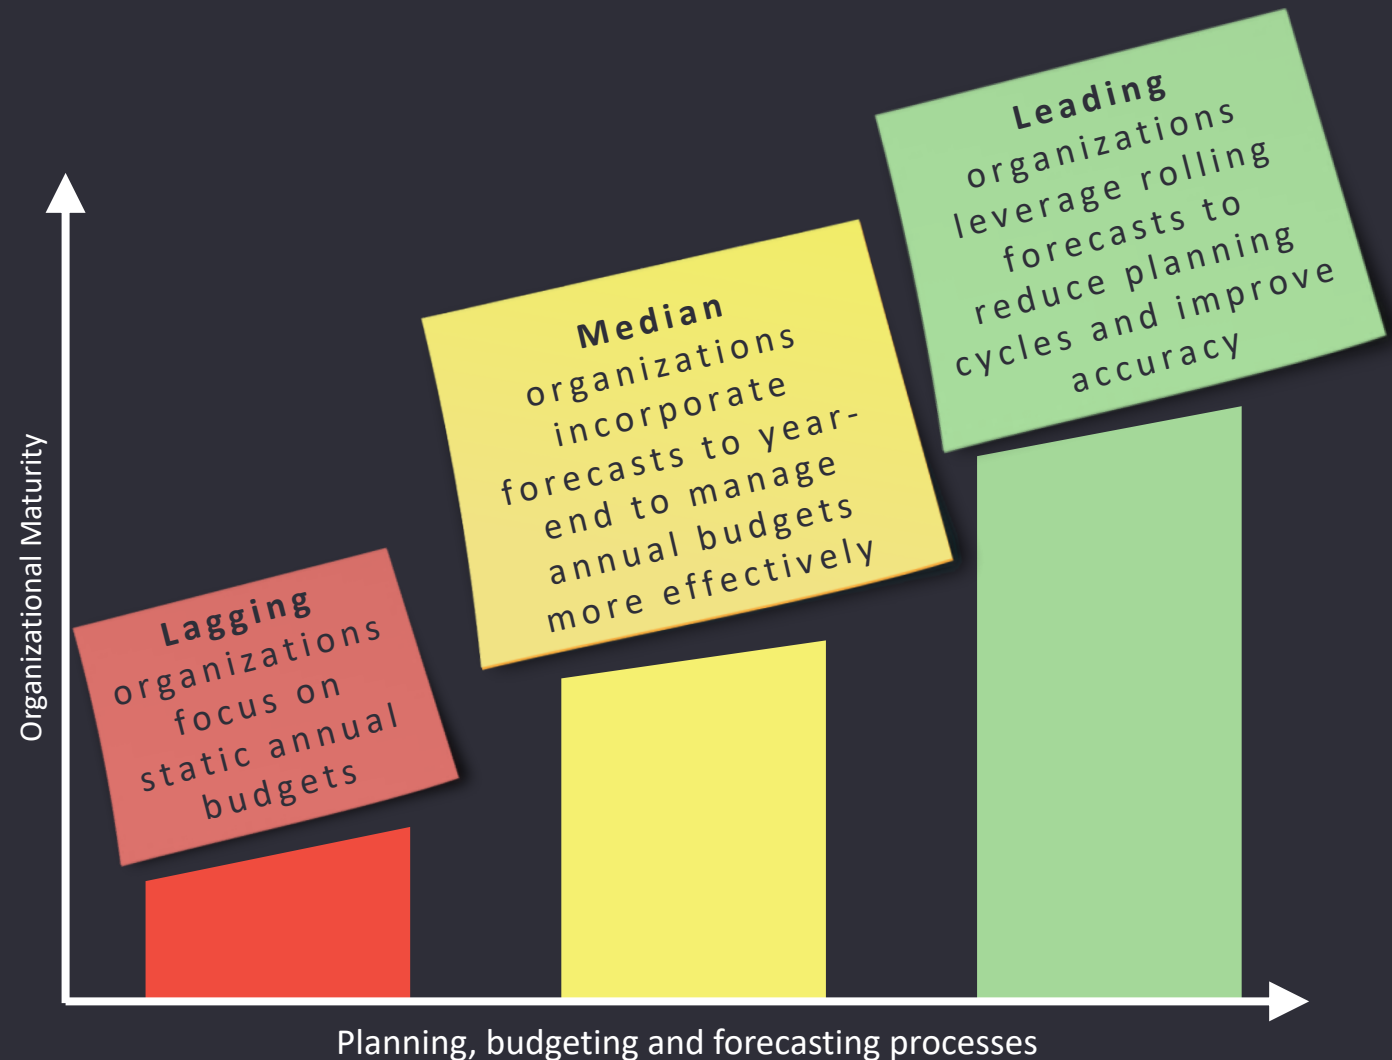 Leading
organizations
leverage rolling
forecasts to
reduce planning
cycles and improve
accuracy
Median
organizations
incorporate
forecasts to year-
end to manage
annual budgets
more effectively
Lagging
organizations
focus on
static annual
budgets
Organizational Maturity
Planning, budgeting and forecasting processes